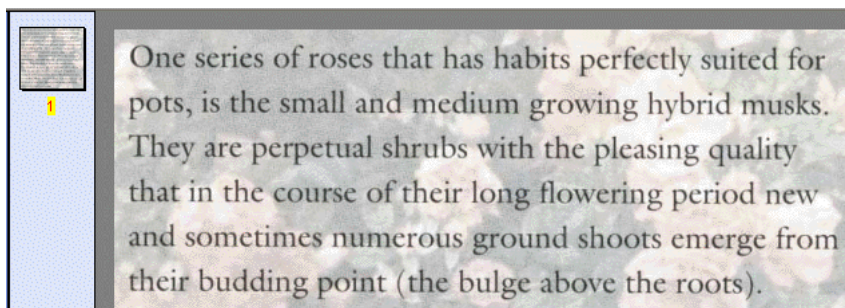 One series of roses that has habits perfectly suited for
pots, is the small and medium growing hybrid musks.
They are perpetual shrubs with the pleasing quality
that in the course of their long flowering period new
and sometimes numerous ground shoots emerge from
their budding point (the bulge above the roots).
1